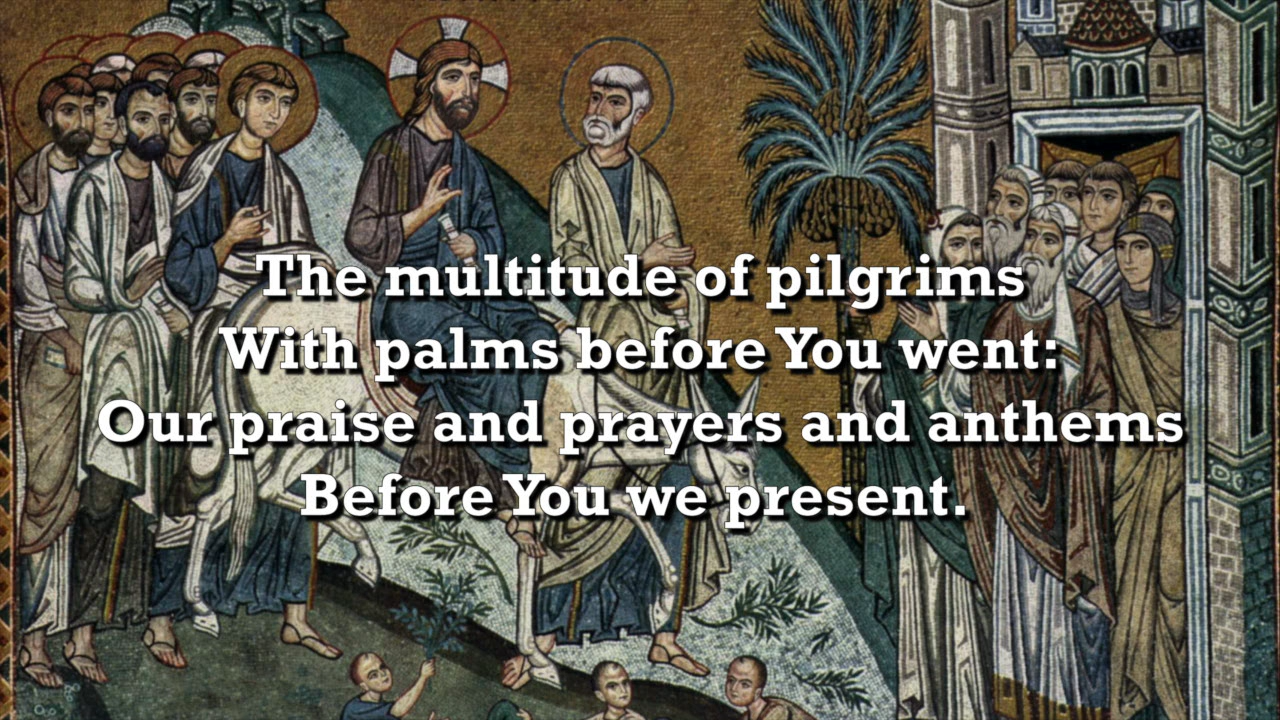 The multitude of pilgrims
With palms before You went:
Our praise and prayers and anthems
Before You we present.